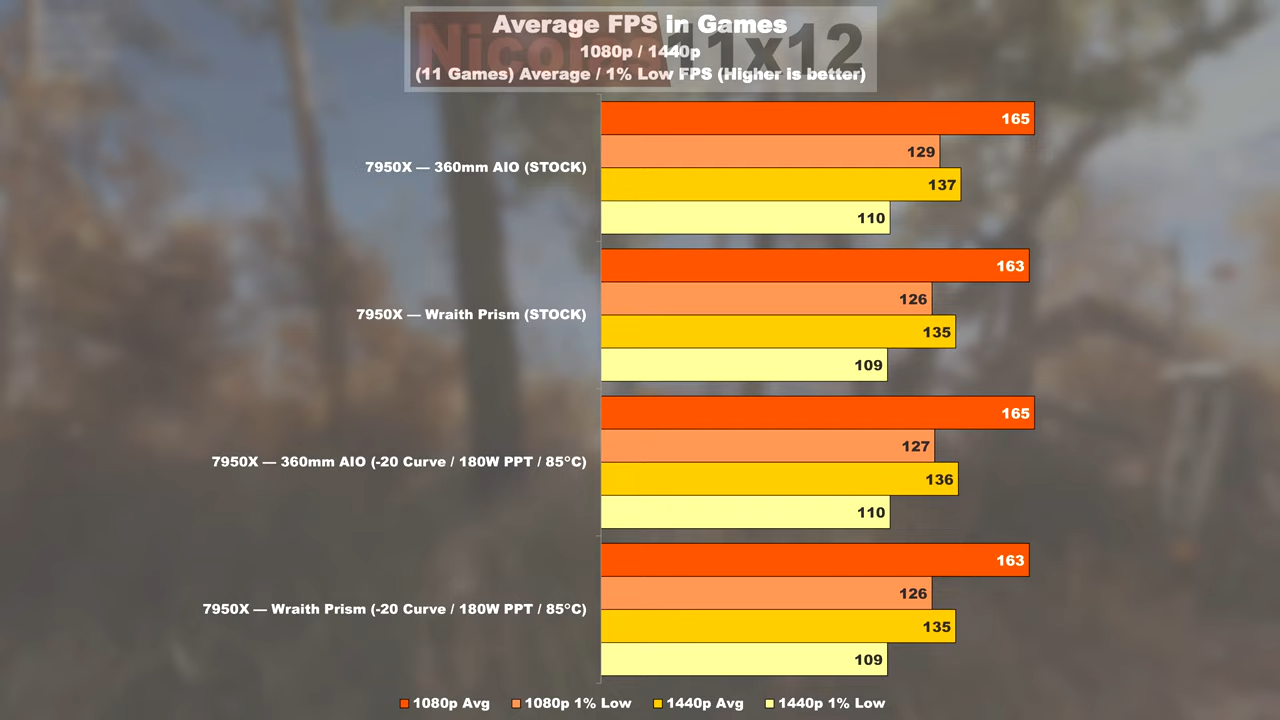 Nicolas11x12
Average FPS in Games
1080p / 1440p
(11 Games) Average / 1% Low FPS (Higher is better)
7950X — 360mm AIO (STOCK)
165
129
137
110
7950X — Wraith Prism (STOCK)
163
126
135
109
7950X — 360mm AIO (-20 Curve / 180W PPT / 85°C)
165
127
136
110
7950X — Wraith Prism (-20 Curve / 180W PPT / 85°C)
163
126
135
109
1080p Avg 1080p 1% Low 1440p Avg 1440p 1% Low